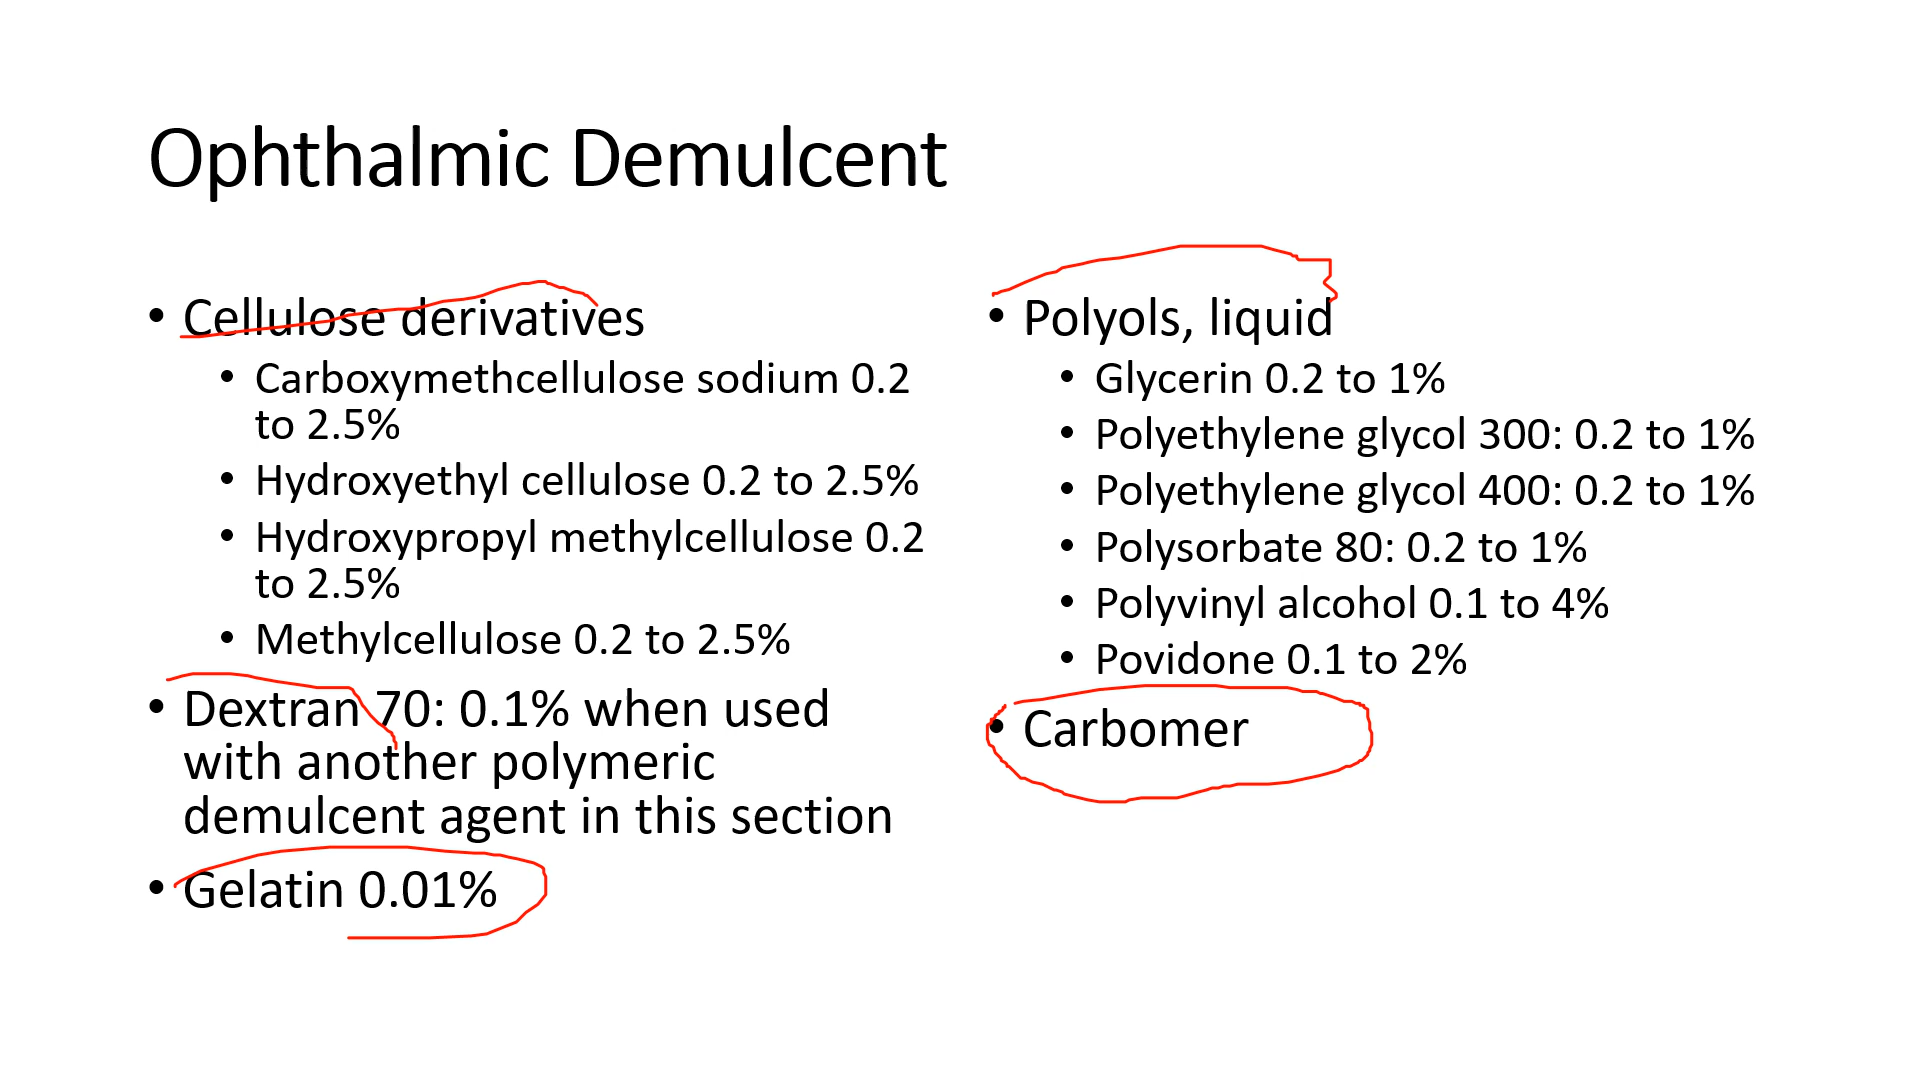 Ophthalmic Demulcent
• Cellulose derivatives
• Carboxymethcellulose sodium 0.2
to 2.5%
• Hydroxyethyl cellulose 0.2 to 2.5%
• Hydroxypropyl methylcellulose 0.2
to 2.5%
• Methylcellulose 0.2 to 2.5%
• Dextran 70: 0.1% when used
with another polymeric
demulcent agent in this section
• Gelatin 0.01%
• Polyols, liquid
• Glycerin 0.2 to 1%
• Polyethylene glycol 300: 0.2 to 1%
• Polyethylene glycol 400: 0.2 to 1%
• Polysorbate 80: 0.2 to 1%
• Polyvinyl alcohol 0.1 to 4%
• Povidone 0.1 to 2%
• Carbomer